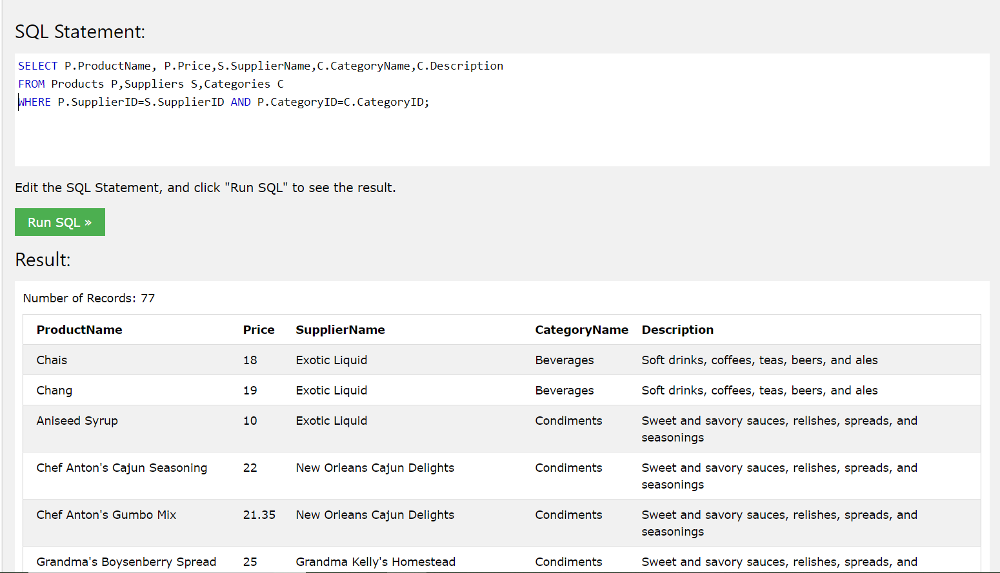 SQL Statement:
SELECT P.ProductName, P.Price,S.SupplierName,C.CategoryName,C.Description
FROM Products P,Suppliers S,Categories C
WHERE P.SupplierID=S.SupplierID AND P.CategoryID=C.CategoryID;
Edit the SQL Statement, and click "Run SQL" to see the result.
Run SQL »
Result:
Number of Records: 77
ProductName Price SupplierName CategoryName Description
Chais 18 Exotic Liquid Beverages Soft drinks, coffees, teas, beers, and ales
Chang 19 Exotic Liquid Beverages Soft drinks, coffees, teas, beers, and ales
Aniseed Syrup 10 Exotic Liquid Condiments Sweet and savory sauces, relishes, spreads, and
seasonings
Chef Anton's Cajun Seasoning 22 New Orleans Cajun Delights Condiments Sweet and savory sauces, relishes, spreads, and
seasonings
Chef Anton's Gumbo Mix 21.35 New Orleans Cajun Delights Condiments Sweet and savory sauces, relishes, spreads, and
seasonings
Grandma's Boysenberry Spread 25 Grandma Kelly's Homestead Condiments Sweet and savory sauces, relishes, spreads, and